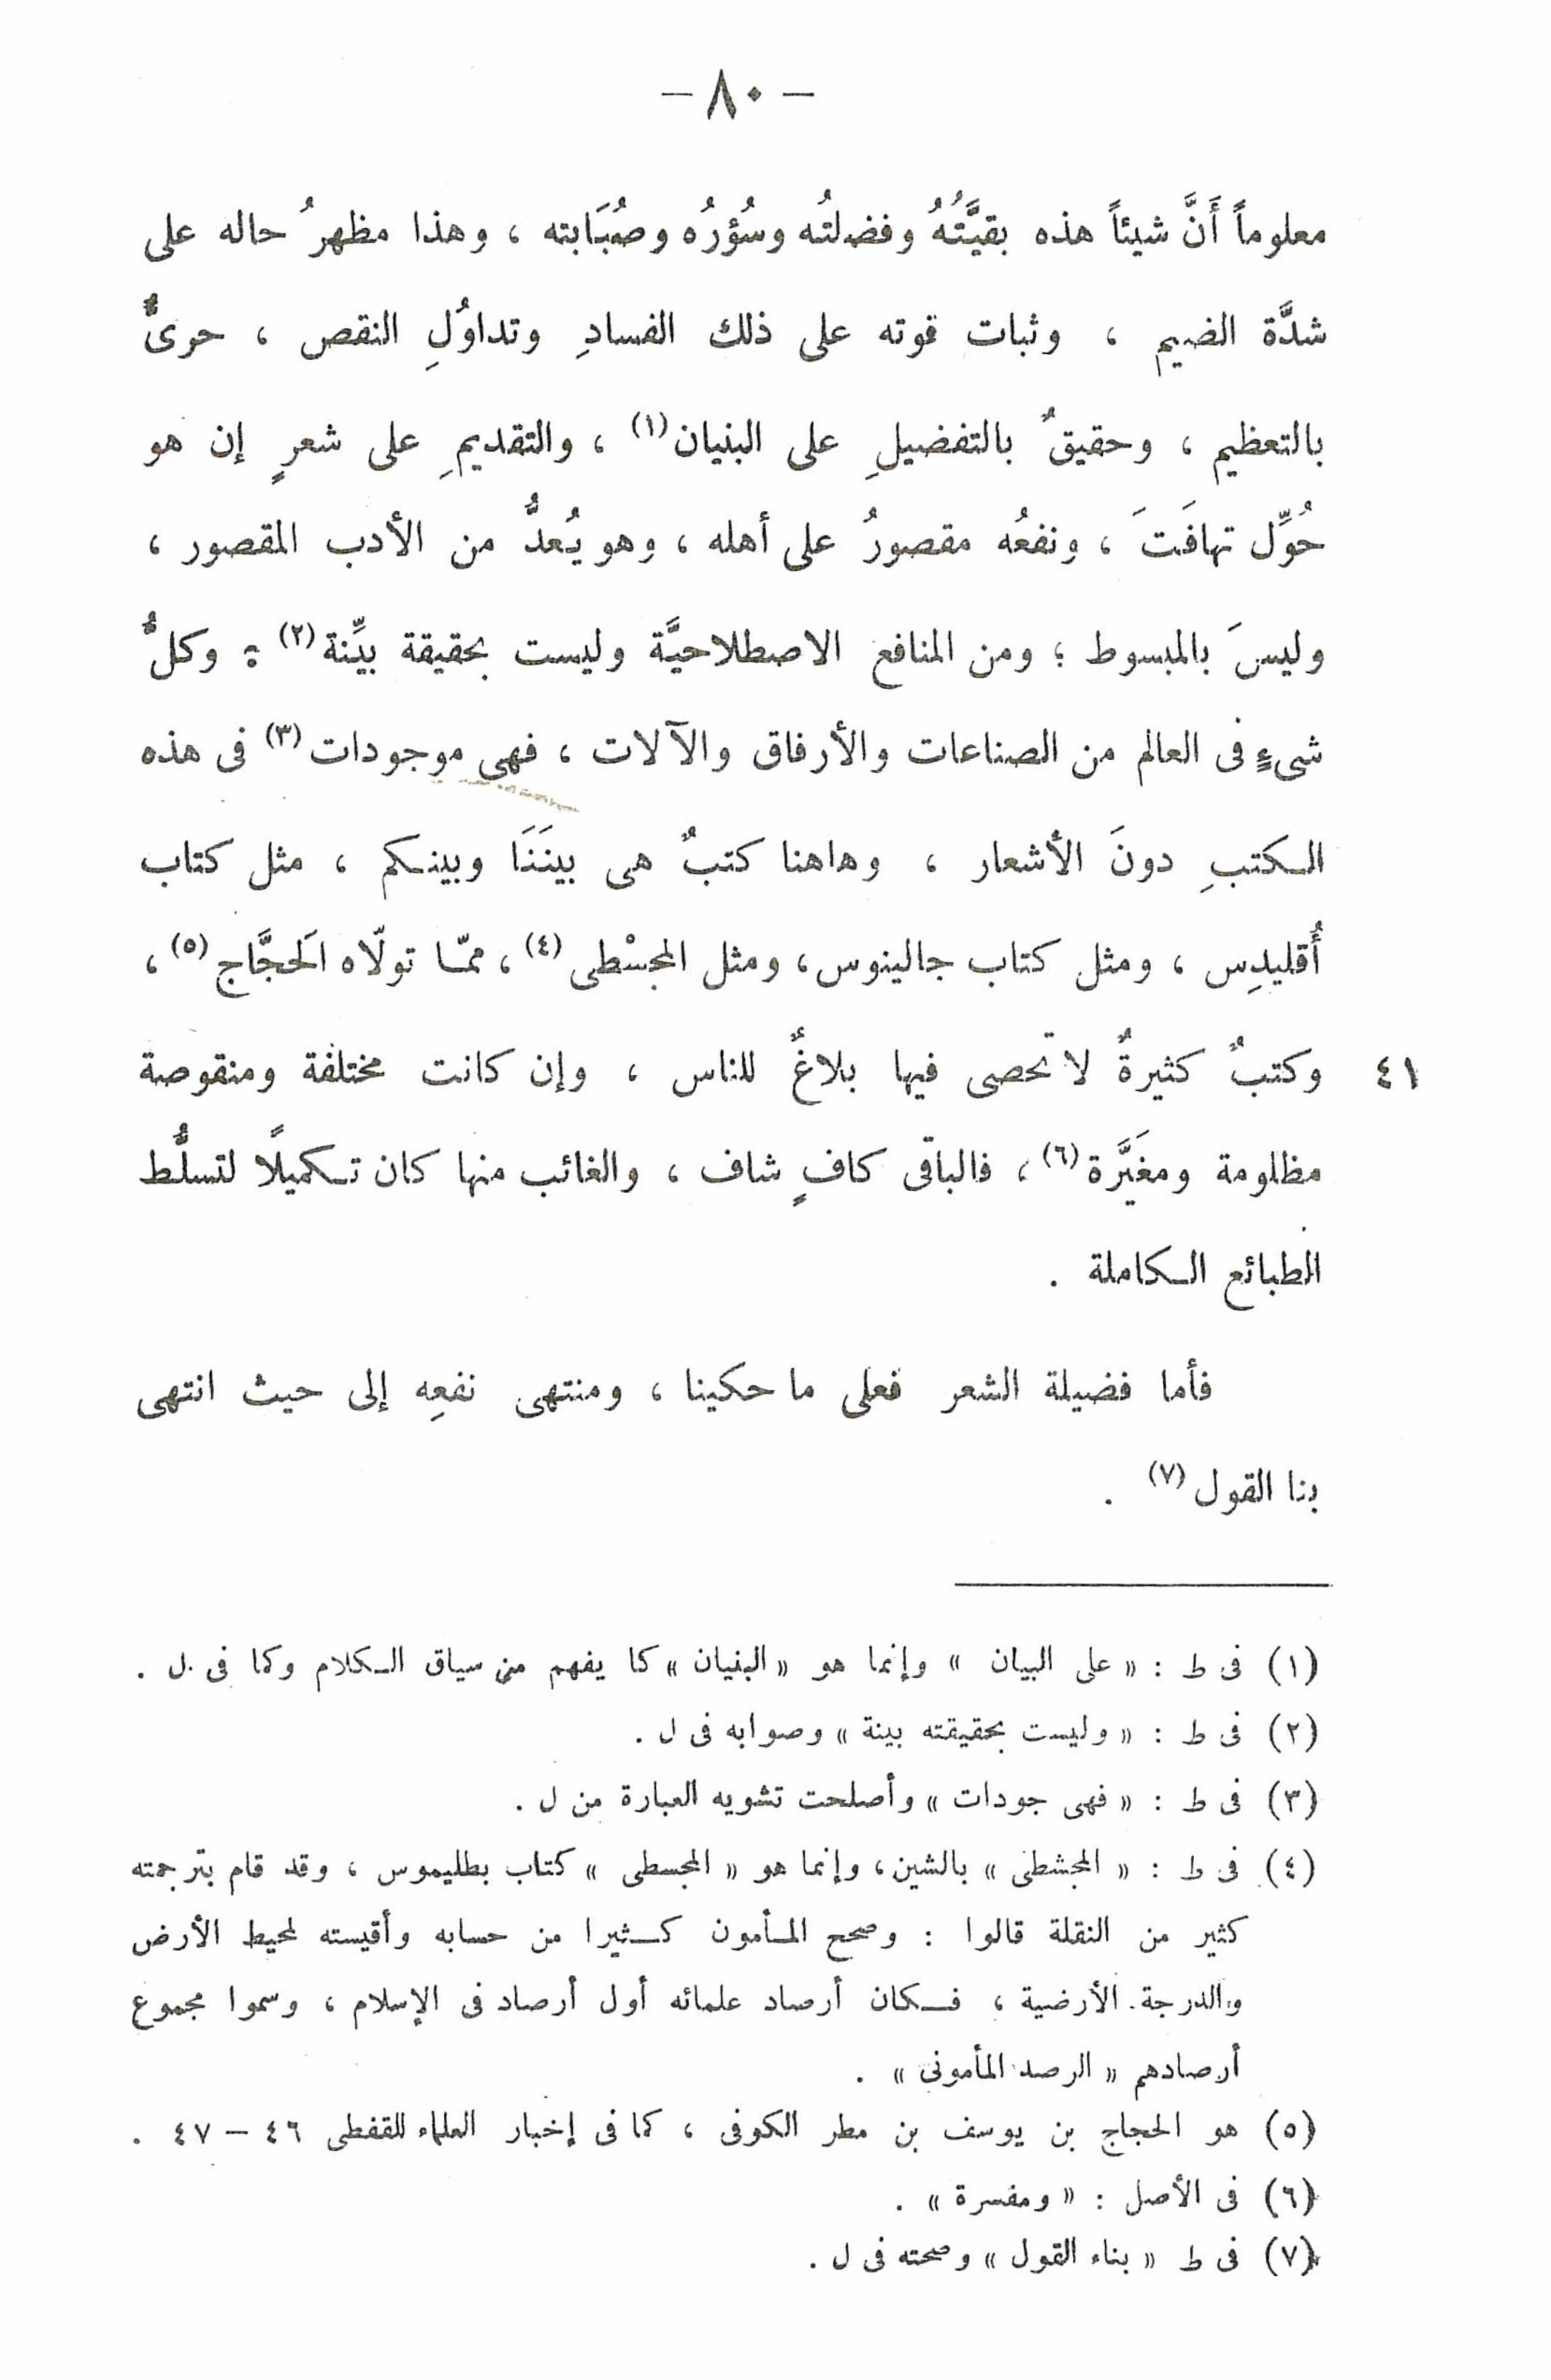 — ٨٠ —
معلوماً أَنَّ شيئاً هذه بقيَّتُهُ وفضلتُه وسُؤرُه وصُبَابته ، وهذا مظهرُ حاله على
شدَّة الضيم ، وثبات قوته على ذلك الفسادِ وتداوُلِ النقص ، حرىٌّ
بالتعظيم ، وحقيقٌ بالتفضيلِ على البنيان (١) ، والتقديمِ على شعرٍ إن هو
حُوِّل تهافَتَ ، ونفعُه مقصورٌ على أهله ، وهو يُعدُّ من الأدب المقصور ،
وليسَ بالمبسوط ؛ ومن المنافع الاصطلاحيَّة وليست بحقيقة بيِّنة (٢) ؛ وكلُّ
شىءٍ فى العالم من الصناعات والأرفاق والآلات ، فهى موجودات (٣) فى هذه
الكتبِ دونَ الأشعار ، وهاهنا كتبٌ هى بينَنَا وبينكم ، مثل كتاب
أُقليدِس ، ومثل كتاب جالينوس ، ومثل المجسْطى (٤) ، ممّا تولّاه الَحجَّاج (٥) ،
٤١ وكتبٌ كثيرةٌ لا تحصى فيها بلاغٌ للناس ، وإن كانت مختلفة ومنقوصة
مظلومة ومغيَّرة (٦) ، فالباقى كافٍ شاف ، والغائب منها كان تكميلًا لتسلُّط
الطبائع الكاملة .
فأما فضيلة الشعر فعلى ما حكينا ، ومنتهى نفعِه إلى حيث انتهى
بنا القول (٧) .
(١) فى ط : « على البيان » وإنما هو « البنيان » كا يفهم من سياق الكلام وكما فى ل .
(٢) فى ط : « وليست بحقيقته بينة » وصوابه فى ل .
(٣) فى ط : « فهى جودات » وأصلحت تشويه العبارة من ل .
(٤) فى ط : « المجشطى » بالشين ، وإنما هو « المجسطى » كتاب بطليموس ، وقد قام بترجمته
كثير من النقلة قالوا : وصحح المأمون كثيرا من حسابه وأقيسته لمحيط الأرض
والدرجة الأرضية ، فكان أرصاد علمائه أول أرصاد فى الإسلام ، وسموا مجموع
أرصادهم « الرصد المأمونى » .
(٥) هو الحجاج بن يوسف بن مطر الكوفى ، كما فى إخبار العلماء للقفطى ٤٦ – ٤٧ .
(٦) فى الأصل : « ومفسرة » .
(٧) فى ط « بناء القول » وصحته فى ل .